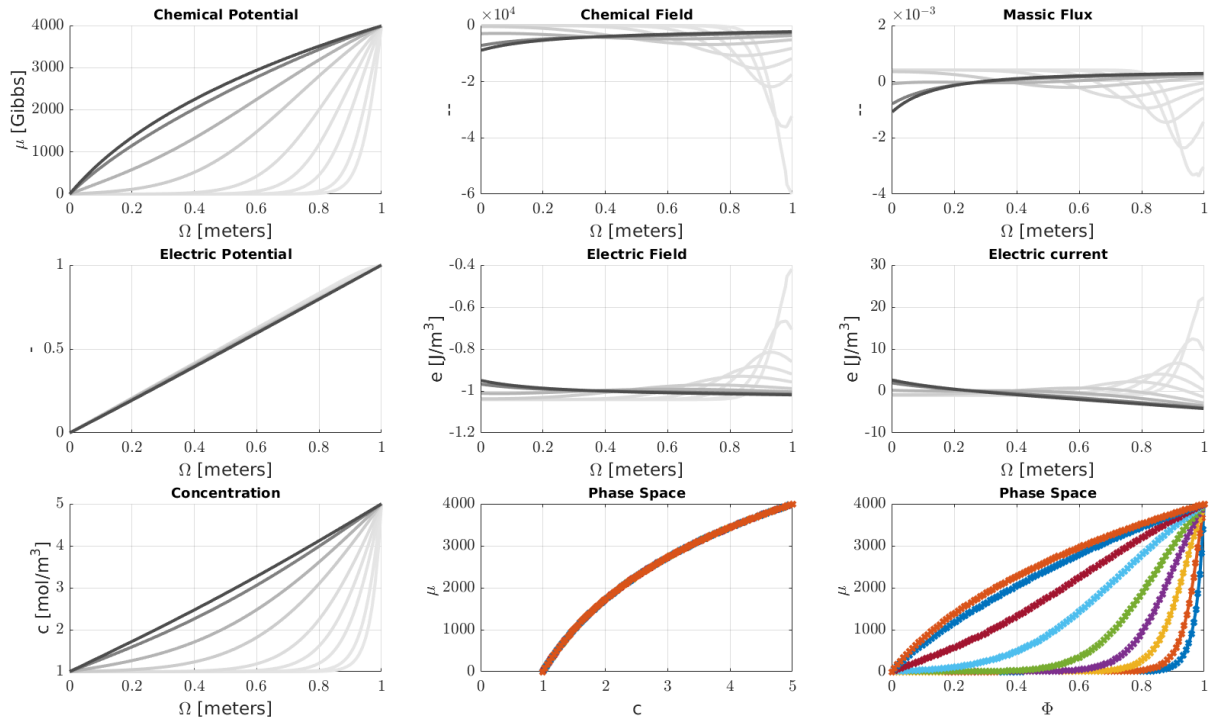 Chemical Potential
4000
3000
2000
1000
0
μ [Gibbs]
0 0.2 0.4 0.6 0.8 1
Ω [meters]
×10⁴
Chemical Field
0
-2
-4
-6
--
0 0.2 0.4 0.6 0.8 1
Ω [meters]
×10⁻³
Massic Flux
2
0
-2
-4
--
0 0.2 0.4 0.6 0.8 1
Ω [meters]
Electric Potential
1
0.5
0
-
0 0.2 0.4 0.6 0.8 1
Ω [meters]
Electric Field
-0.4
-0.6
-0.8
-1
-1.2
e [J/m³]
0 0.2 0.4 0.6 0.8 1
Ω [meters]
Electric current
30
20
10
0
-10
e [J/m³]
0 0.2 0.4 0.6 0.8 1
Ω [meters]
Concentration
5
4
3
2
1
c [mol/m³]
0 0.2 0.4 0.6 0.8 1
Ω [meters]
Phase Space
4000
3000
2000
1000
0
μ
0 1 2 3 4 5
c
Phase Space
4000
3000
2000
1000
0
μ
0 0.2 0.4 0.6 0.8 1
Φ